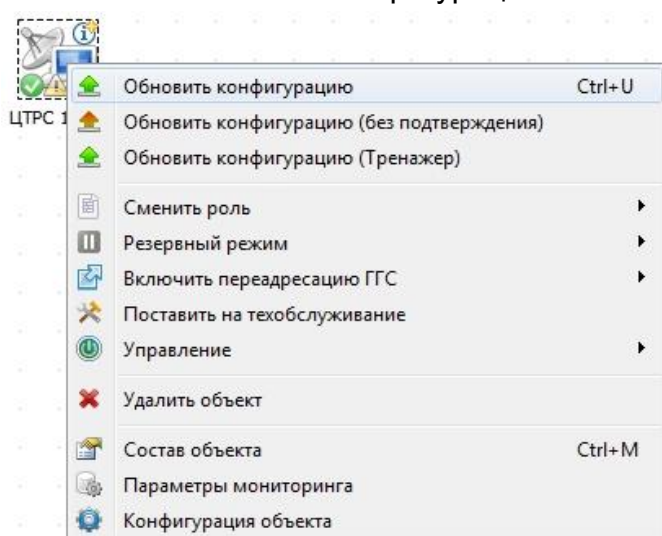 ЦТРС 1
Обновить конфигурацию Ctrl+U
Обновить конфигурацию (без подтверждения)
Обновить конфигурацию (Тренажер)
Сменить роль
Резервный режим
Включить переадресацию ГГС
Поставить на техобслуживание
Управление
Удалить объект
Состав объекта Ctrl+M
Параметры мониторинга
Конфигурация объекта